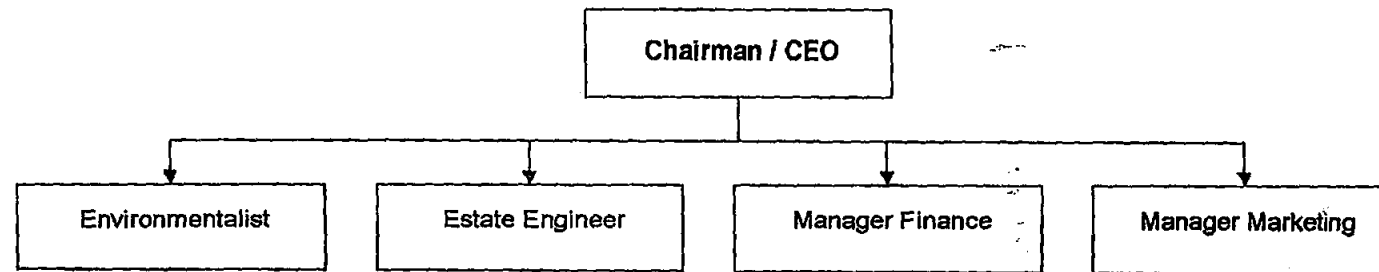 Chairman / CEO
Environmentalist
Estate Engineer
Manager Finance
Manager Marketing